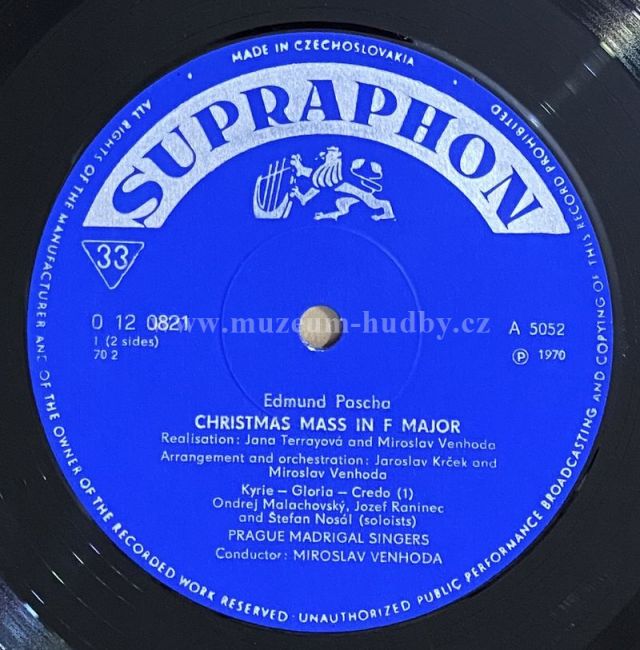 MADE IN CZECHOSLOVAKIA
ALL RIGHTS OF THE MANUFACTURER AND OF THE OWNER OF THE RECORDED WORK RESERVED · UNAUTHORIZED PUBLIC PERFORMANCE BROADCASTING AND COPYING OF THIS RECORD PROHIBITED
SUPRAPHON
33
0 12 0821
1 (2 sides)
70 2
www.muzeum-hudby.cz
A 5052
Ⓟ 1970
Edmund Pascha
CHRISTMAS MASS IN F MAJOR
Realisation: Jana Terrayová and Miroslav Venhoda
Arrangement and orchestration: Jaroslav Krček and
Miroslav Venhoda
Kyrie – Gloria – Credo (1)
Ondrej Malachovský, Jozef Raninec
and Štefan Nosáľ (soloists)
PRAGUE MADRIGAL SINGERS
Conductor: MIROSLAV VENHODA